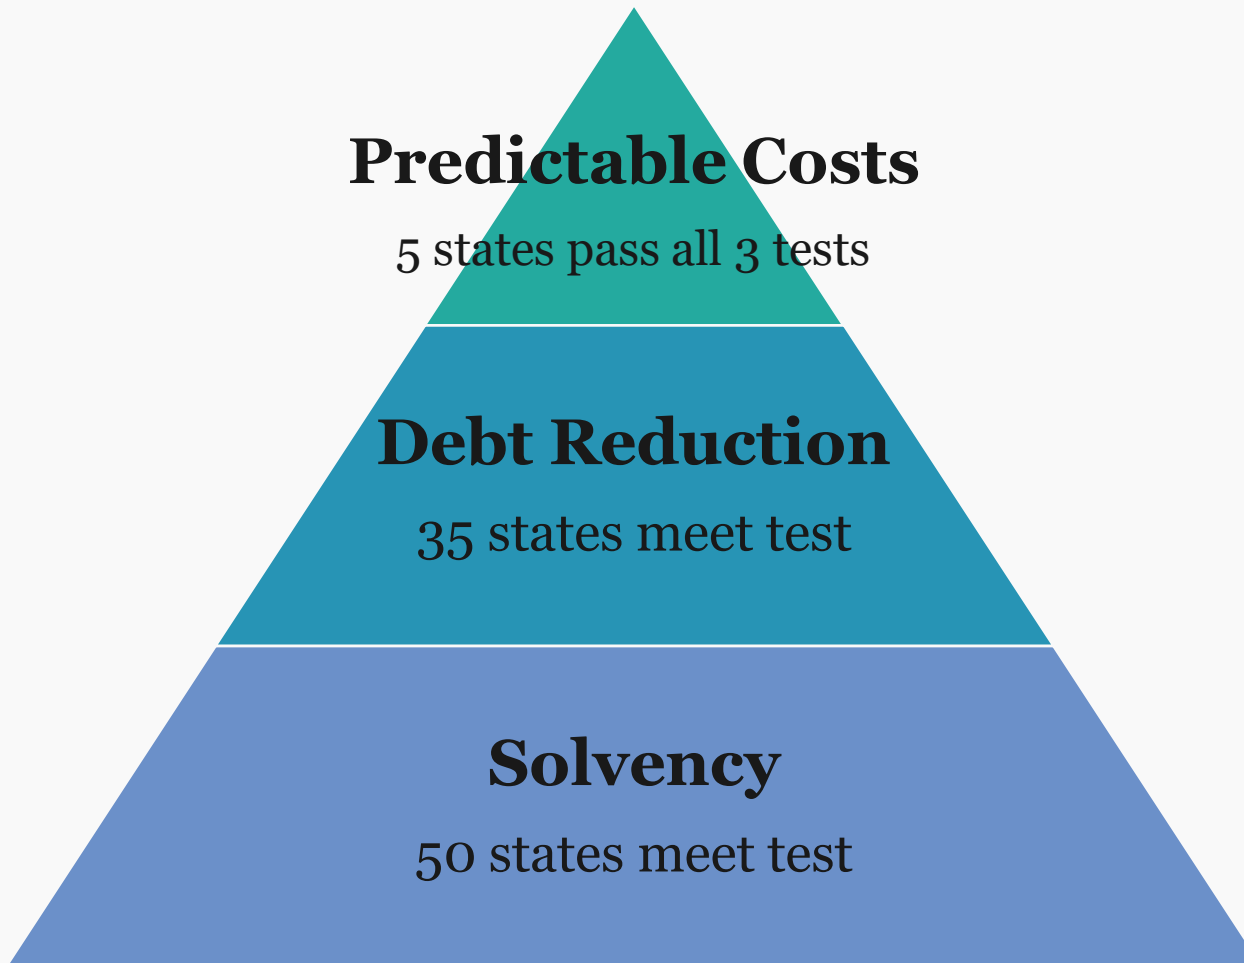 Predictable Costs
5 states pass all 3 tests
Debt Reduction
35 states meet test
Solvency
50 states meet test